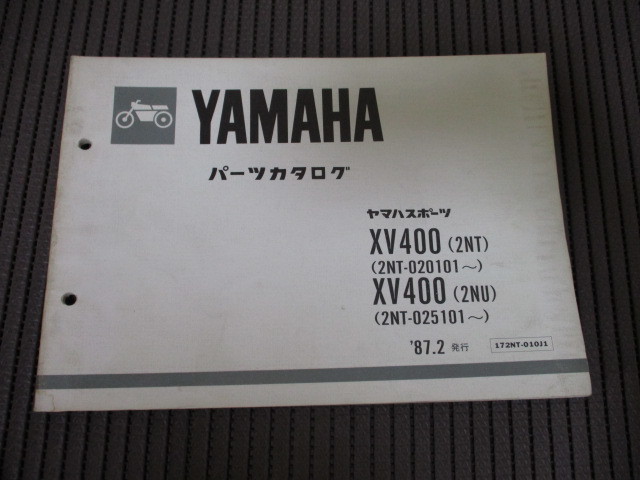 YAMAHA
パーツカタログ
ヤマハスポーツ
XV400 (2NT)
(2NT-020101～)
XV400 (2NU)
(2NT-025101～)
'87.2 発行
172NT-010J1